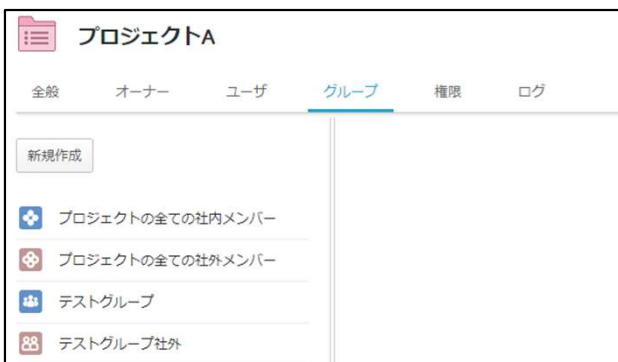 プロジェクトA
全般 オーナー ユーザ グループ 権限 ログ
新規作成
プロジェクトの全ての社内メンバー
プロジェクトの全ての社外メンバー
テストグループ
テストグループ社外